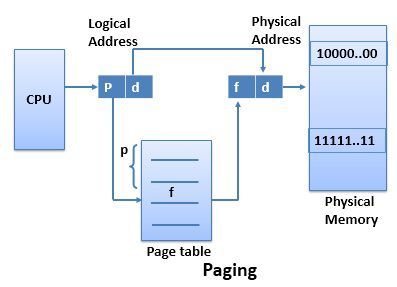 Logical
Address
Physical
Address
CPU
P d
f d
10000..00
11111..11
p
f
Physical
Memory
Page table
Paging